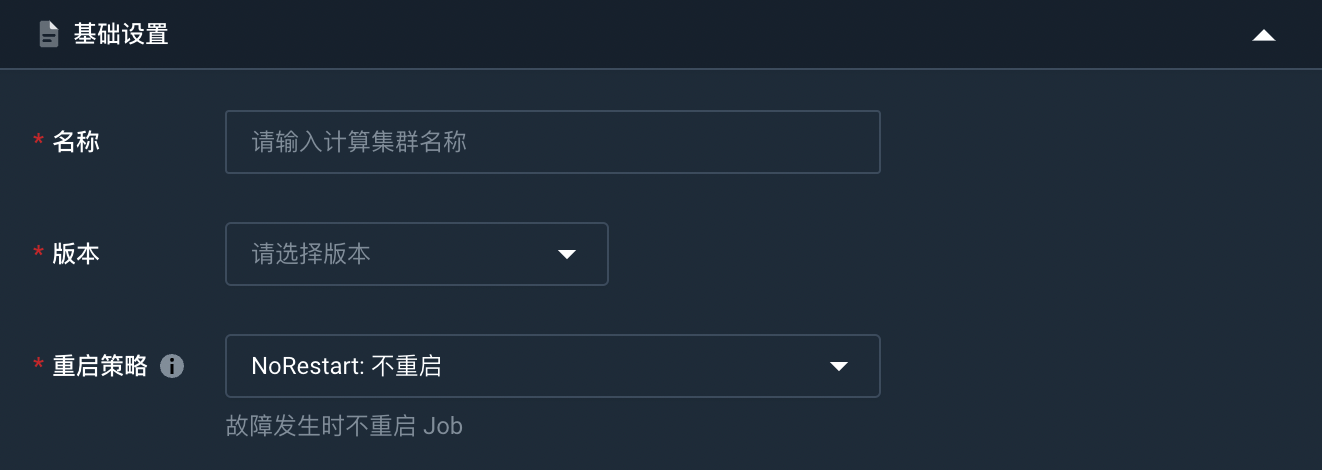 基础设置
* 名称
请输入计算集群名称
* 版本
请选择版本
* 重启策略
NoRestart: 不重启
故障发生时不重启 Job